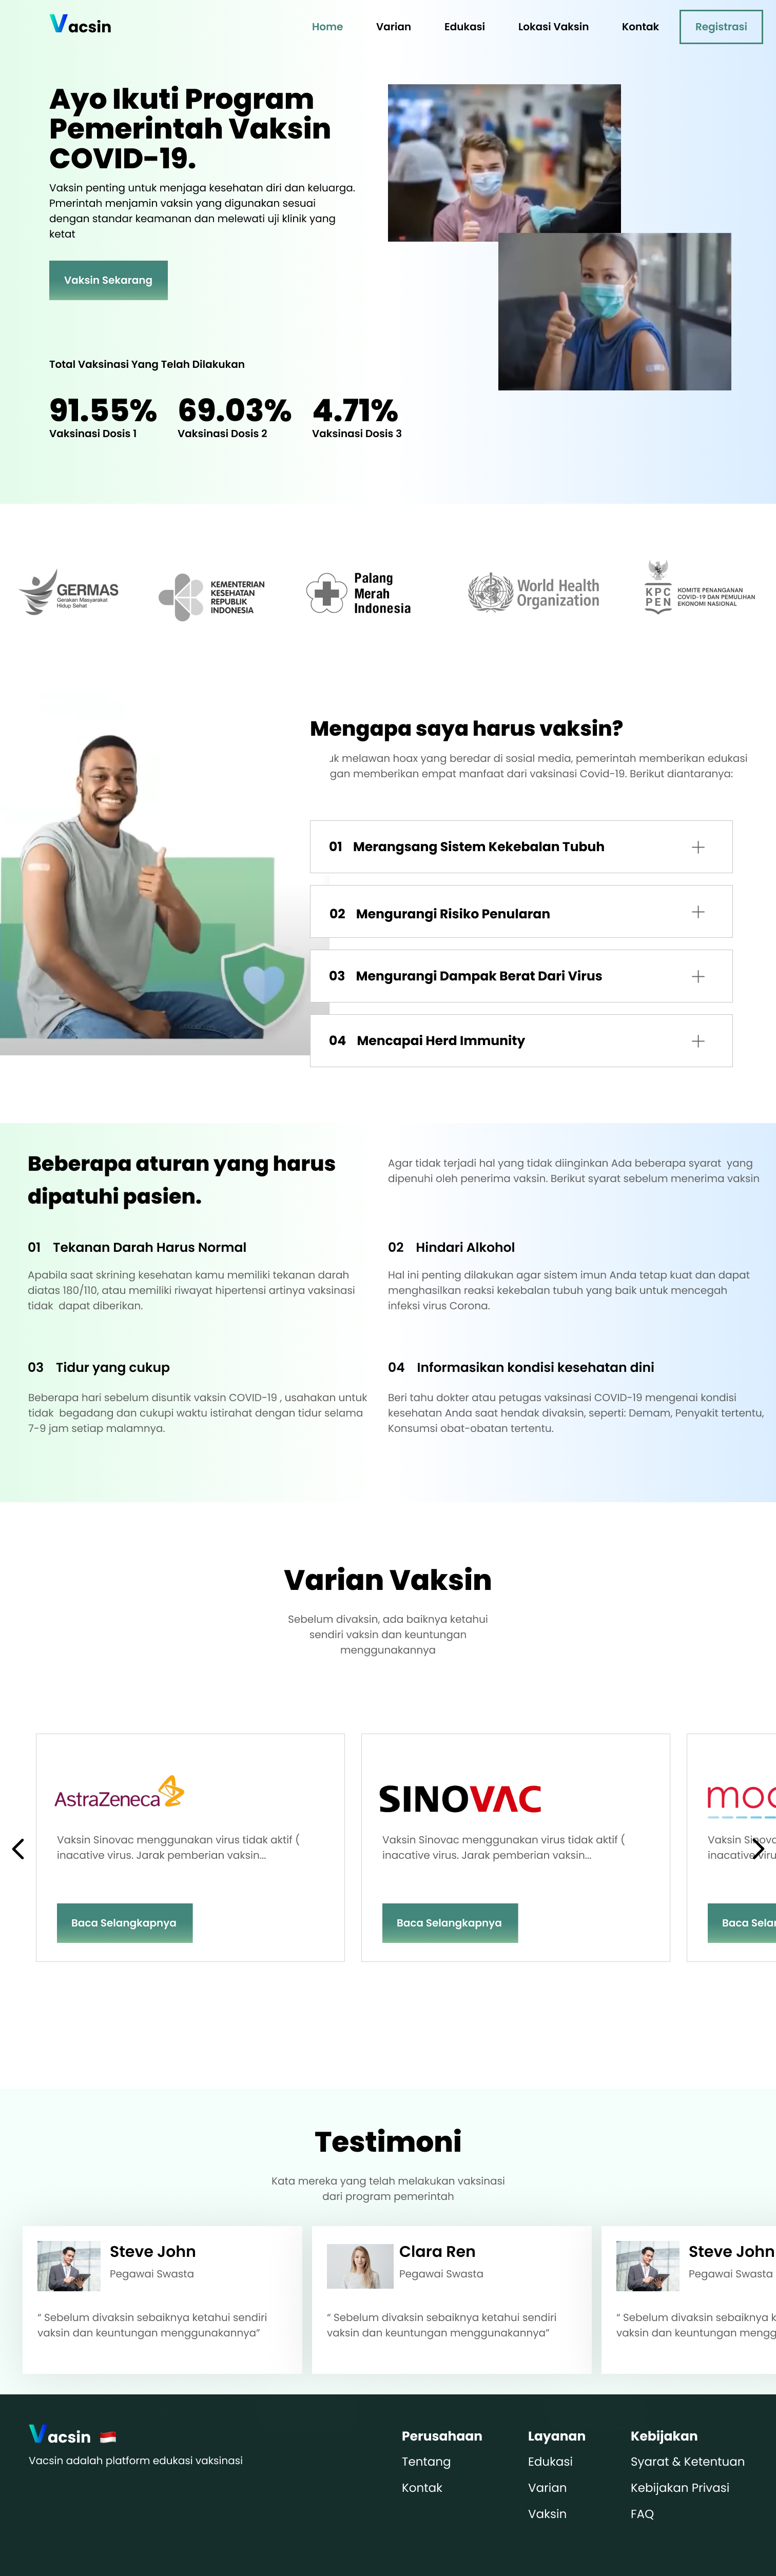 Vacsin
Home
Varian
Edukasi
Lokasi Vaksin
Kontak
Registrasi
Ayo Ikuti Program
Pemerintah Vaksin
COVID-19.
Vaksin penting untuk menjaga kesehatan diri dan keluarga.
Pmerintah menjamin vaksin yang digunakan sesuai
dengan standar keamanan dan melewati uji klinik yang
ketat
Vaksin Sekarang
Total Vaksinasi Yang Telah Dilakukan
91.55%
Vaksinasi Dosis 1
69.03%
Vaksinasi Dosis 2
4.71%
Vaksinasi Dosis 3
GERMAS
Gerakan Masyarakat
Hidup Sehat
KEMENTERIAN
KESEHATAN
REPUBLIK
INDONESIA
Palang
Merah
Indonesia
World Health
Organization
KPC
PEN
KOMITE PENANGANAN
COVID-19 DAN PEMULIHAN
EKONOMI NASIONAL
Mengapa saya harus vaksin?
uk melawan hoax yang beredar di sosial media, pemerintah memberikan edukasi
gan memberikan empat manfaat dari vaksinasi Covid-19. Berikut diantaranya:
01 Merangsang Sistem Kekebalan Tubuh
02 Mengurangi Risiko Penularan
03 Mengurangi Dampak Berat Dari Virus
04 Mencapai Herd Immunity
Beberapa aturan yang harus
dipatuhi pasien.
Agar tidak terjadi hal yang tidak diinginkan Ada beberapa syarat yang
dipenuhi oleh penerima vaksin. Berikut syarat sebelum menerima vaksin
01 Tekanan Darah Harus Normal
Apabila saat skrining kesehatan kamu memiliki tekanan darah
diatas 180/110, atau memiliki riwayat hipertensi artinya vaksinasi
tidak dapat diberikan.
02 Hindari Alkohol
Hal ini penting dilakukan agar sistem imun Anda tetap kuat dan dapat
menghasilkan reaksi kekebalan tubuh yang baik untuk mencegah
infeksi virus Corona.
03 Tidur yang cukup
Beberapa hari sebelum disuntik vaksin COVID-19 , usahakan untuk
tidak begadang dan cukupi waktu istirahat dengan tidur selama
7-9 jam setiap malamnya.
04 Informasikan kondisi kesehatan dini
Beri tahu dokter atau petugas vaksinasi COVID-19 mengenai kondisi
kesehatan Anda saat hendak divaksin, seperti: Demam, Penyakit tertentu,
Konsumsi obat-obatan tertentu.
Varian Vaksin
Sebelum divaksin, ada baiknya ketahui
sendiri vaksin dan keuntungan
menggunakannya
AstraZeneca
Vaksin Sinovac menggunakan virus tidak aktif (
inacative virus. Jarak pemberian vaksin...
Baca Selangkapnya
SINOVAC
Vaksin Sinovac menggunakan virus tidak aktif (
inacative virus. Jarak pemberian vaksin...
Baca Selangkapnya
mod
Vaksin Sinova
inacative viru
Baca Selan
Testimoni
Kata mereka yang telah melakukan vaksinasi
dari program pemerintah
Steve John
Pegawai Swasta
“ Sebelum divaksin sebaiknya ketahui sendiri
vaksin dan keuntungan menggunakannya”
Clara Ren
Pegawai Swasta
“ Sebelum divaksin sebaiknya ketahui sendiri
vaksin dan keuntungan menggunakannya”
Steve John
Pegawai Swasta
“ Sebelum divaksin sebaiknya k
vaksin dan keuntungan mengg
Vacsin
Vacsin adalah platform edukasi vaksinasi
Perusahaan
Tentang
Kontak
Layanan
Edukasi
Varian
Vaksin
Kebijakan
Syarat & Ketentuan
Kebijakan Privasi
FAQ